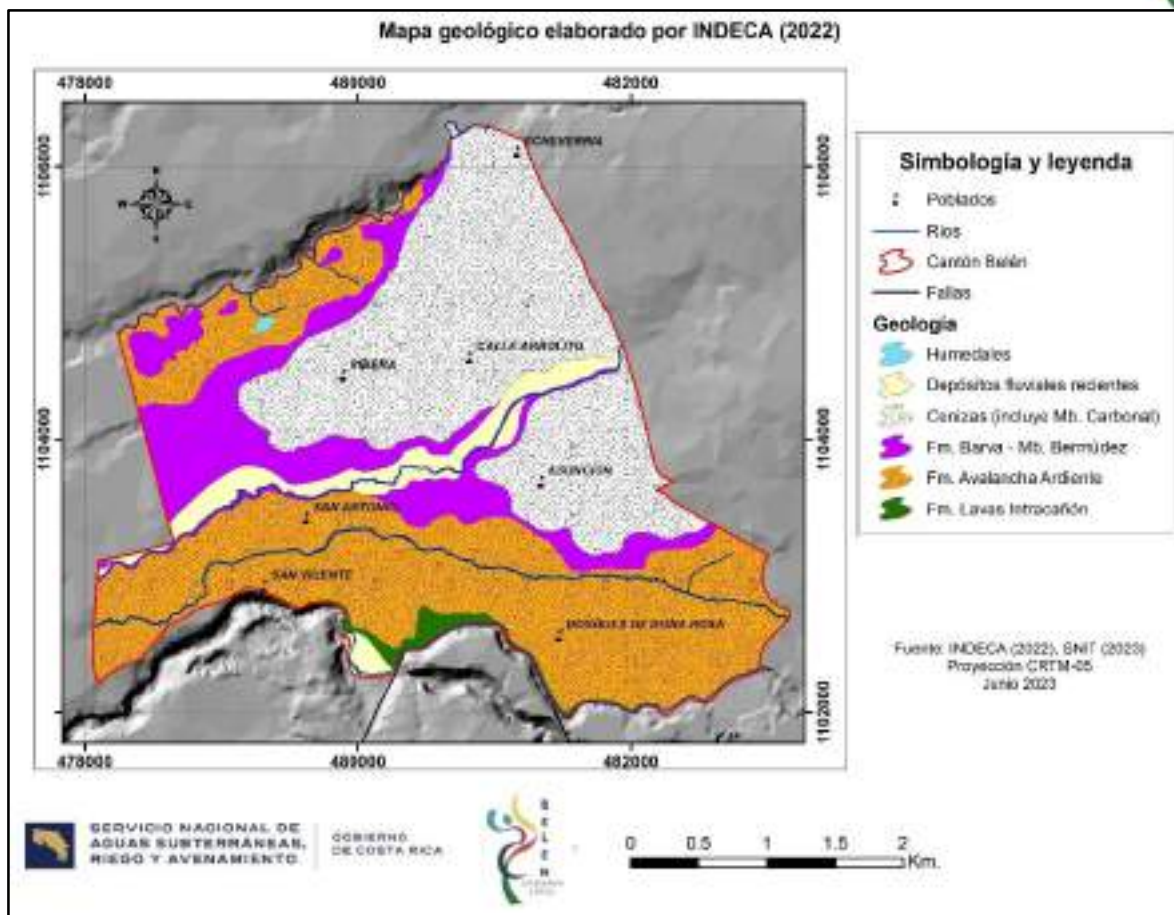 Mapa geológico elaborado por INDECA (2022)
478000 480000 482000
1106000
1106000
1104000
1104000
1102000
N
W E
S
ECHEVERRIA
RIBERA
ASUNCION
SAN ANTONIO
SAN VICENTE
BOSQUES DE DOÑA ROSA
478000 480000 482000
Simbología y leyenda
Poblados
Ríos
Cantón Belén
Fallas
Geología
Humedales
Depósitos fluviales recientes
Cenizas (incluye Mb. Carbonal)
Fm. Barva - Mb. Bermúdez
Fm. Avalancha Ardiente
Fm. Lavas Intracañón
Fuente: INDECA (2022), SNIT (2023)
Proyección CRTM-05
Junio 2023
SERVICIO NACIONAL DE
AGUAS SUBTERRÁNEAS,
RIEGO Y AVENAMIENTO
GOBIERNO
DE COSTA RICA
BELEN
0 0.5 1 1.5 2
Km.